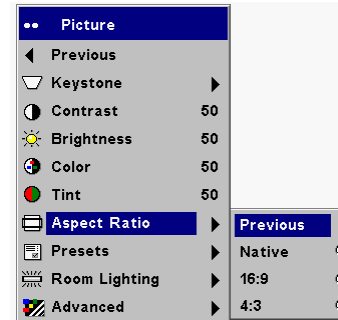 Picture
Previous
Keystone
Contrast 50
Brightness 50
Color 50
Tint 50
Aspect Ratio
Presets
Room Lighting
Advanced
Previous
Native
16:9
4:3